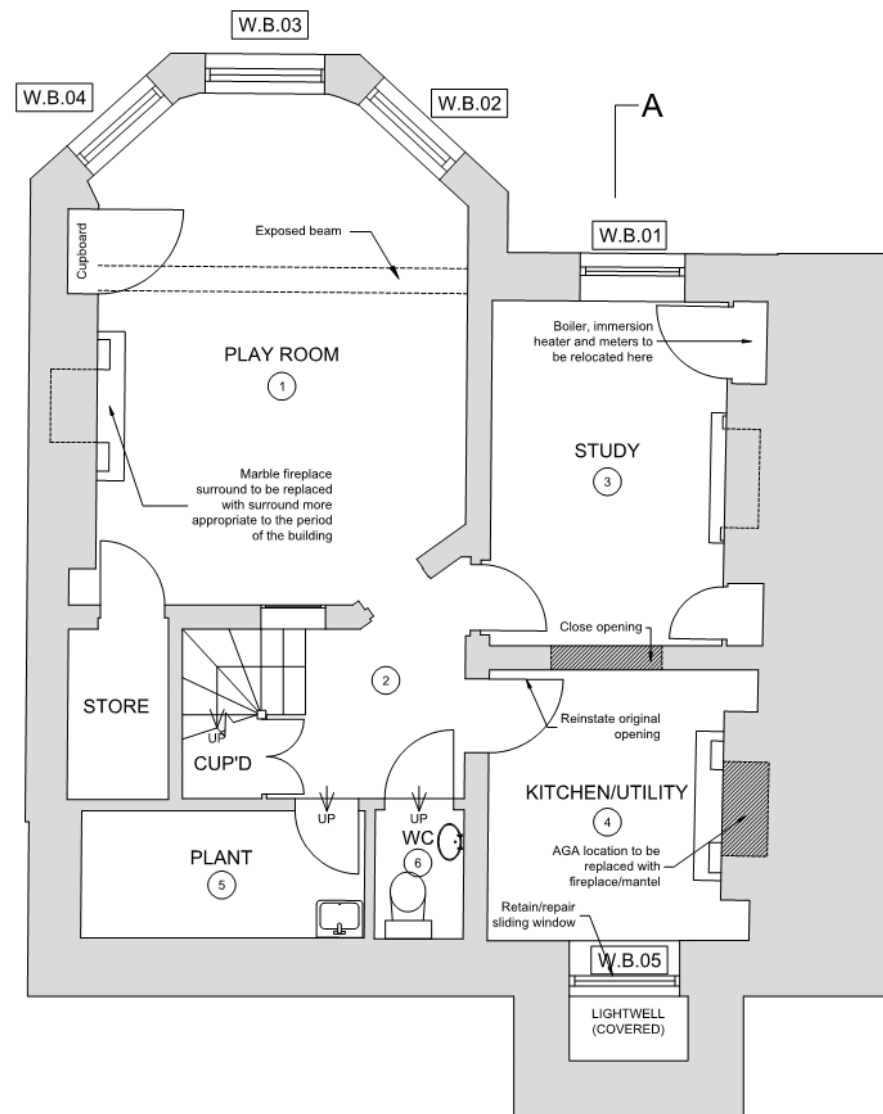 W.B.03
W.B.04
W.B.02
A
W.B.01
Cupboard
Exposed beam
Boiler, immersion
heater and meters to
be relocated here
PLAY ROOM
1
STUDY
3
Marble fireplace
surround to be replaced
with surround more
appropriate to the period
of the building
Close opening
2
STORE
UP
CUP'D
Reinstate original
opening
KITCHEN/UTILITY
4
UP
UP
WC
6
PLANT
5
AGA location to be
replaced with
fireplace/mantel
Retain/repair
sliding window
W.B.05
LIGHTWELL
(COVERED)